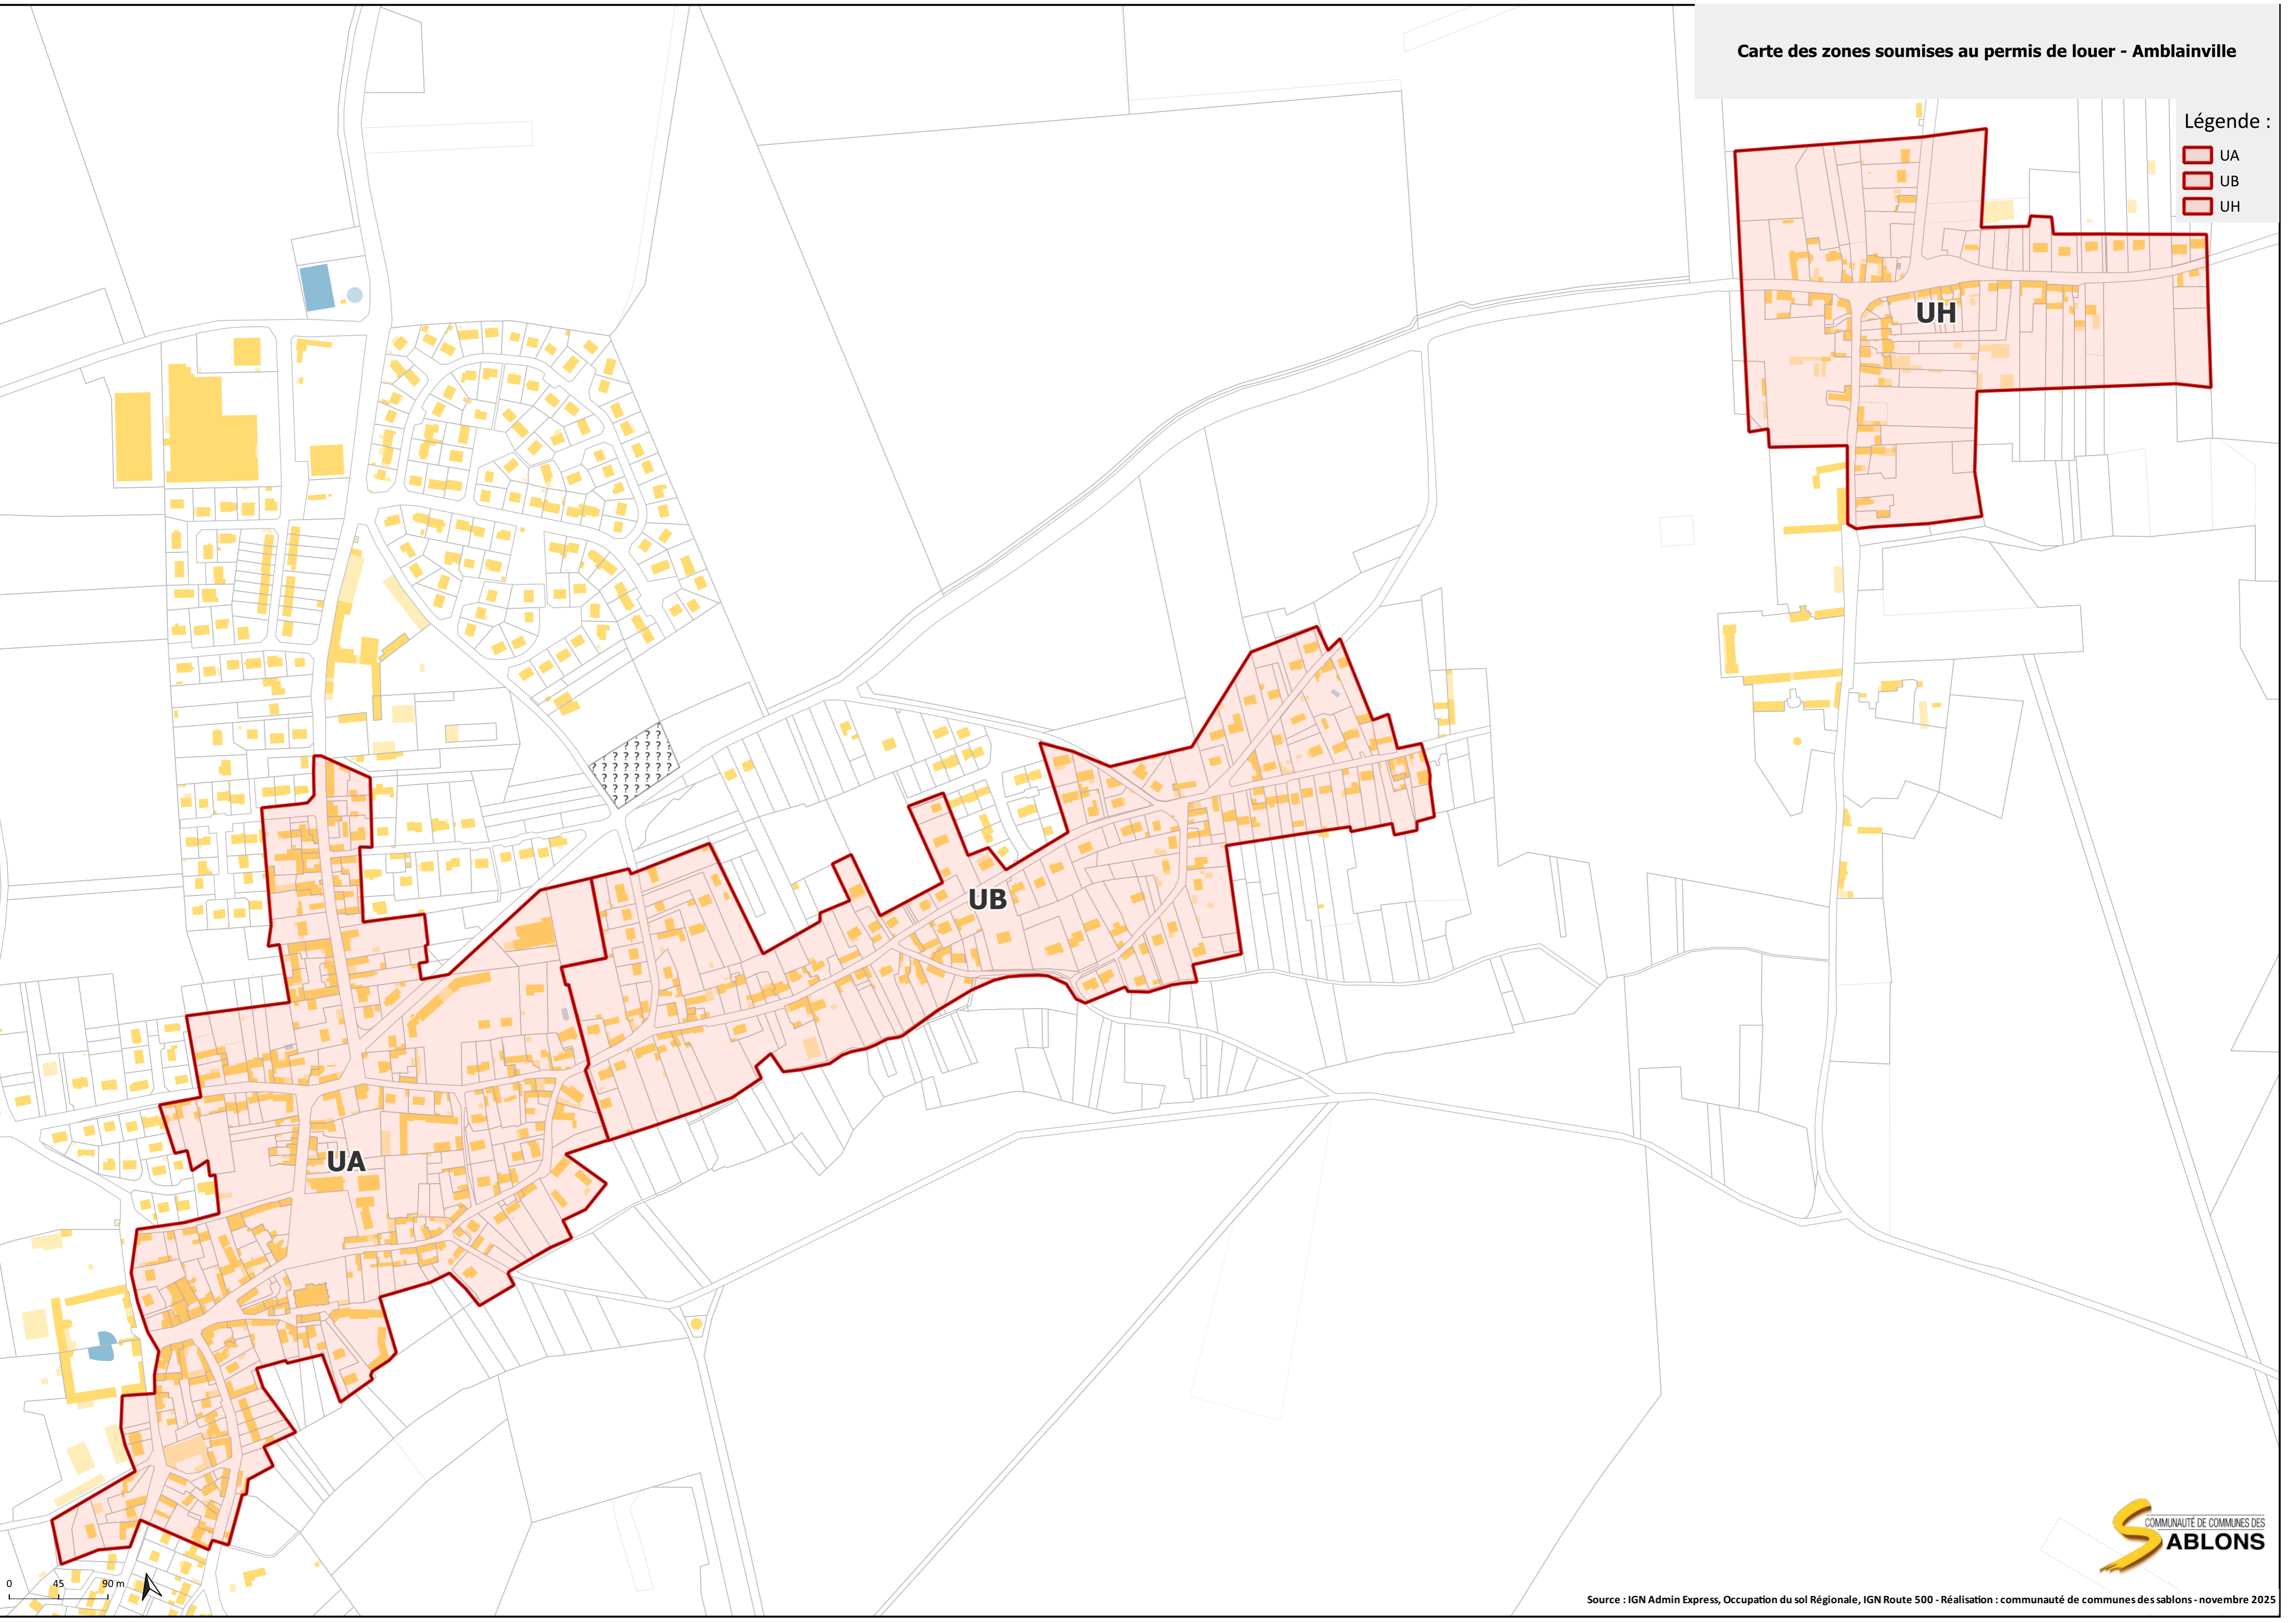 Carte des zones soumises au permis de louer - Amblainville
Légende :
UA
UB
UH
UH
UB
UA
? ?
? ? ? ?
? ? ? ? ? ?
? ? ? ? ? ? ?
? ? ? ? ?
? ? ? ?
? ?
COMMUNAUTÉ DE COMMUNES DES
SABLONS
0 45 90 m
Source : IGN Admin Express, Occupation du sol Régionale, IGN Route 500 - Réalisation : communauté de communes des sablons - novembre 2025